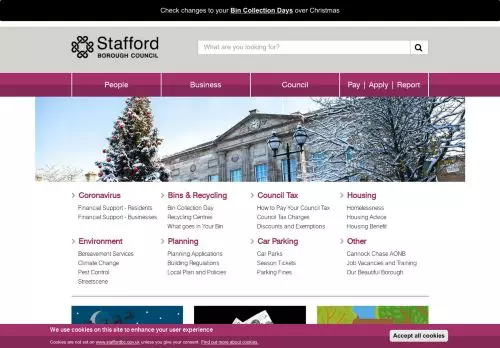 Check changes to your Bin Collection Days over Christmas
Stafford
BOROUGH COUNCIL
What are you looking for?
People
Business
Council
Pay | Apply | Report
Coronavirus
Financial Support - Residents
Financial Support - Businesses
Bins & Recycling
Bin Collection Day
Recycling Centres
What goes in Your Bin
Council Tax
How to Pay Your Council Tax
Council Tax Charges
Discounts and Exemptions
Housing
Homelessness
Housing Advice
Housing Benefit
Environment
Bereavement Services
Climate Change
Pest Control
Streetscene
Planning
Planning Applications
Building Regulations
Local Plan and Policies
Car Parking
Car Parks
Season Tickets
Parking Fines
Other
Cannock Chase AONB
Job Vacancies and Training
Our Beautiful Borough
We use cookies on this site to enhance your user experience
Cookies are not set on www.staffordbc.gov.uk unless you give your consent. Find out more about cookies.
Accept all cookies